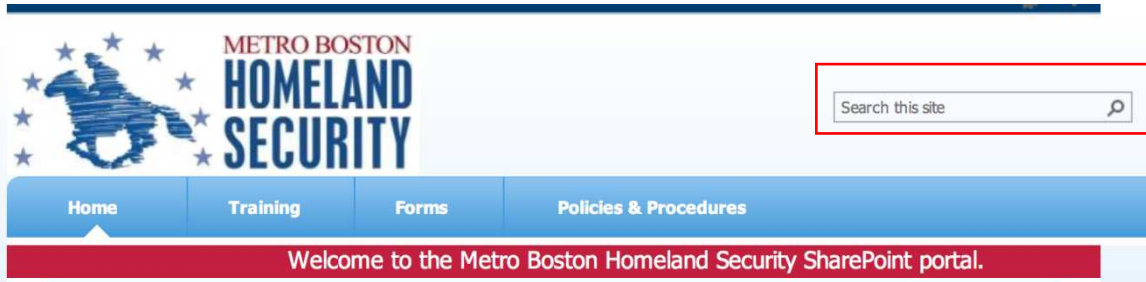 METRO BOSTON
HOMELAND
SECURITY
Search this site
Home Training Forms Policies & Procedures
Welcome to the Metro Boston Homeland Security SharePoint portal.